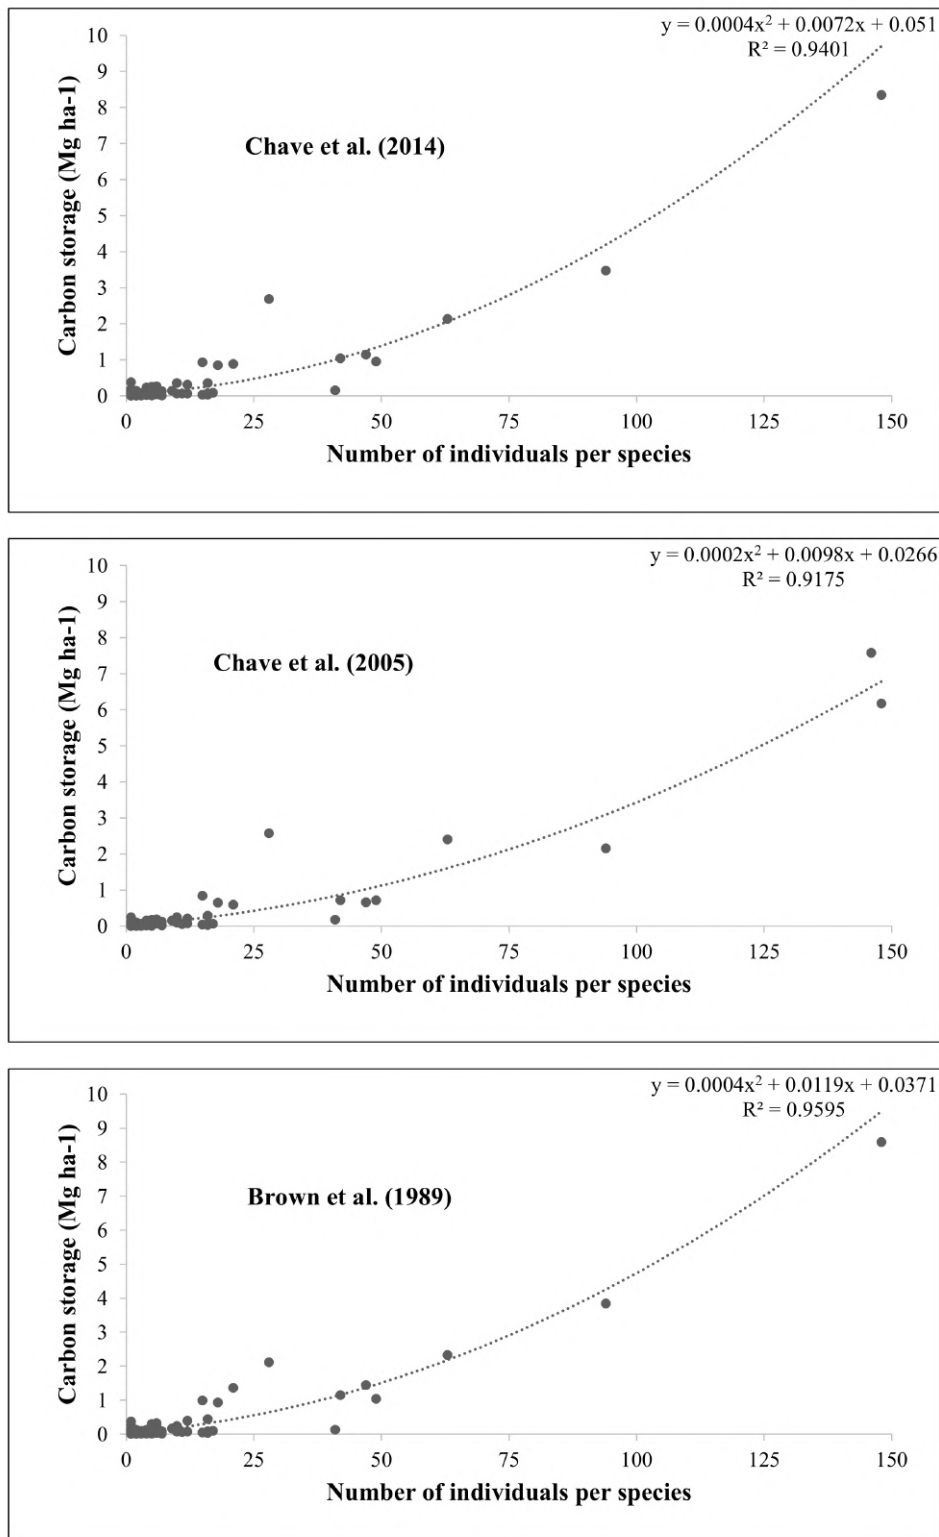 y = 0.0004x² + 0.0072x + 0.051
R² = 0.9401
10
9
8
7
6
5
4
3
2
1
0
Carbon storage (Mg ha-1)
Chave et al. (2014)
0 25 50 75 100 125 150
Number of individuals per species
y = 0.0002x² + 0.0098x + 0.0266
R² = 0.9175
10
9
8
7
6
5
4
3
2
1
0
Carbon storage (Mg ha-1)
Chave et al. (2005)
0 25 50 75 100 125 150
Number of individuals per species
y = 0.0004x² + 0.0119x + 0.0371
R² = 0.9595
10
9
8
7
6
5
4
3
2
1
0
Carbon storage (Mg ha-1)
Brown et al. (1989)
0 25 50 75 100 125 150
Number of individuals per species